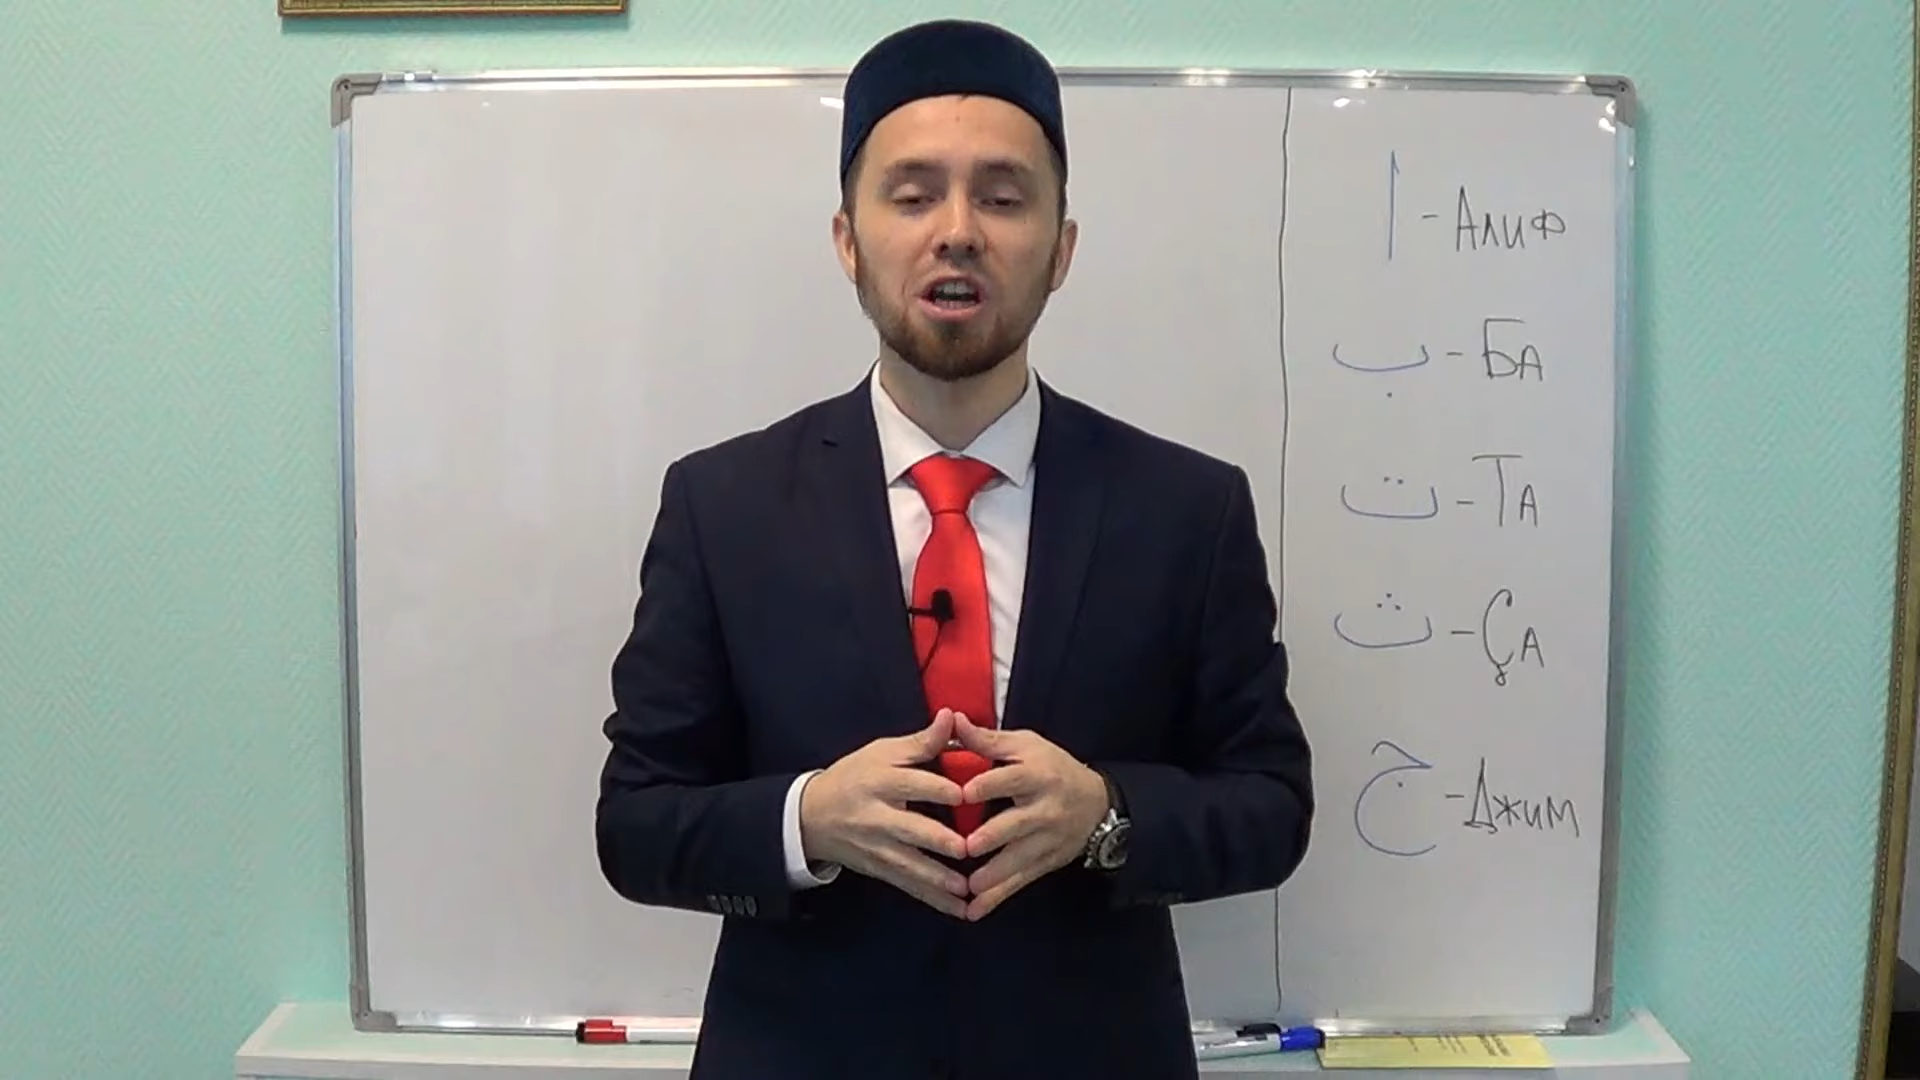 ا - Алиф
ب - Ба
ت - Та
ث - Ҫа
ج - Джим